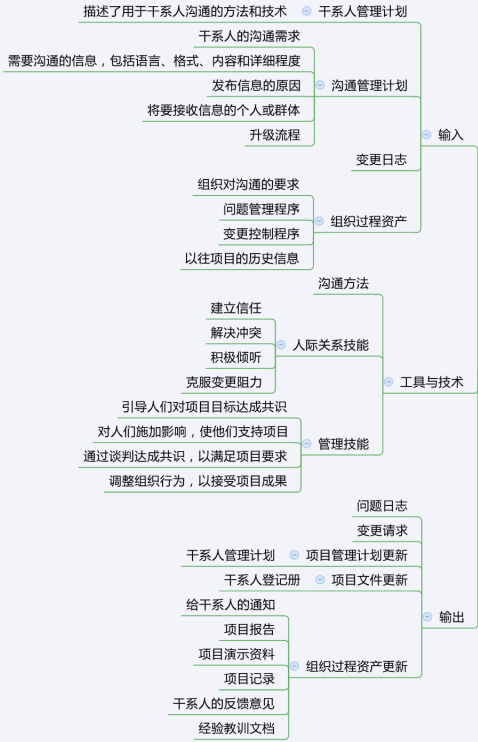 描述了用于干系人沟通的方法和技术 干系人管理计划
干系人的沟通需求
需要沟通的信息，包括语言、格式、内容和详细程度
发布信息的原因 沟通管理计划
将要接收信息的个人或群体
升级流程
输入
变更日志
组织对沟通的要求
问题管理程序
组织过程资产
变更控制程序
以往项目的历史信息
沟通方法
建立信任
解决冲突
人际关系技能
积极倾听
克服变更阻力
工具与技术
引导人们对项目目标达成共识
对人们施加影响，使他们支持项目
管理技能
通过谈判达成共识，以满足项目要求
调整组织行为，以接受项目成果
问题日志
变更请求
干系人管理计划 项目管理计划更新
干系人登记册 项目文件更新
给干系人的通知
输出
项目报告
项目演示资料
组织过程资产更新
项目记录
干系人的反馈意见
经验教训文档